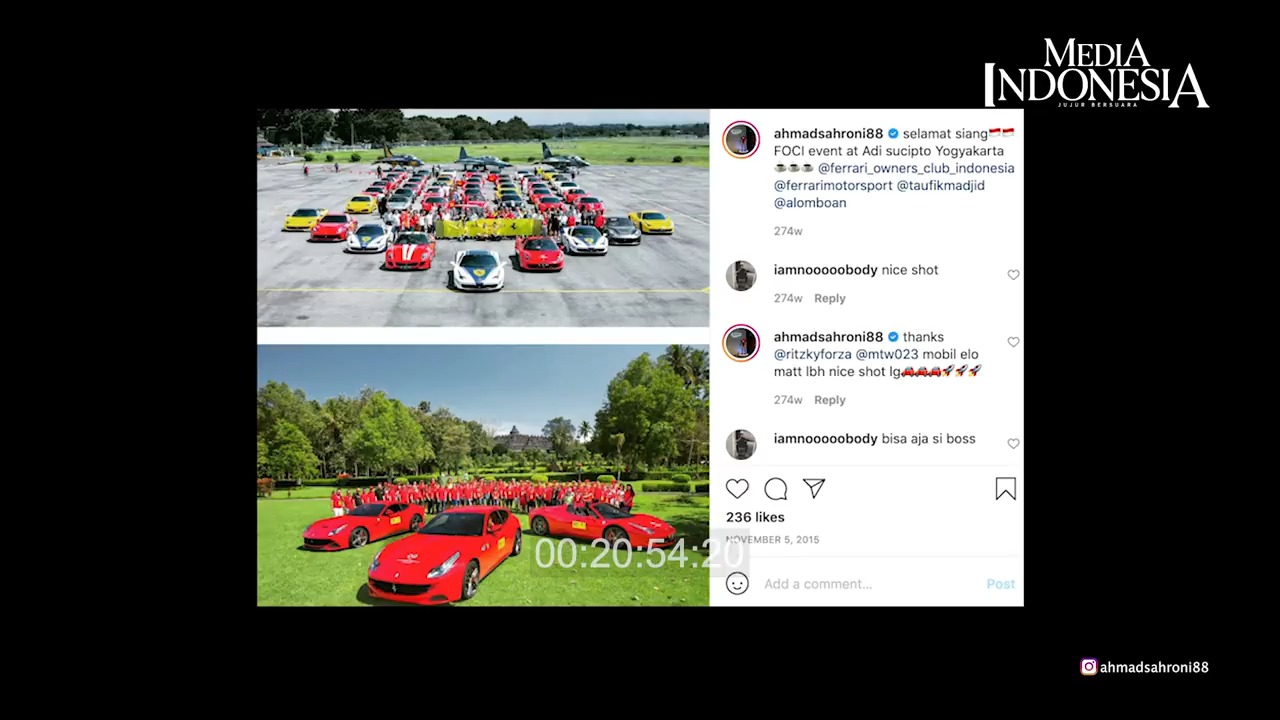 MEDIA
INDONESIA
JUJUR BERSUARA
ahmadsahroni88 selamat siang🇮🇩🇮🇩
FOCI event at Adi sucipto Yogyakarta
☕☕☕ @ferrari_owners_club_indonesia
@ferrarimotorsport @taufikmadjid
@alomboan
274w
iamnooooobody nice shot
274w Reply
ahmadsahroni88 thanks
@ritzkyforza @mtw023 mobil elo
matt lbh nice shot lg🚘🚘🚘🚀🚀🚀
274w Reply
iamnooooobody bisa aja si boss
236 likes
NOVEMBER 5, 2015
Add a comment... Post
00:20:54:20
ahmadsahroni88